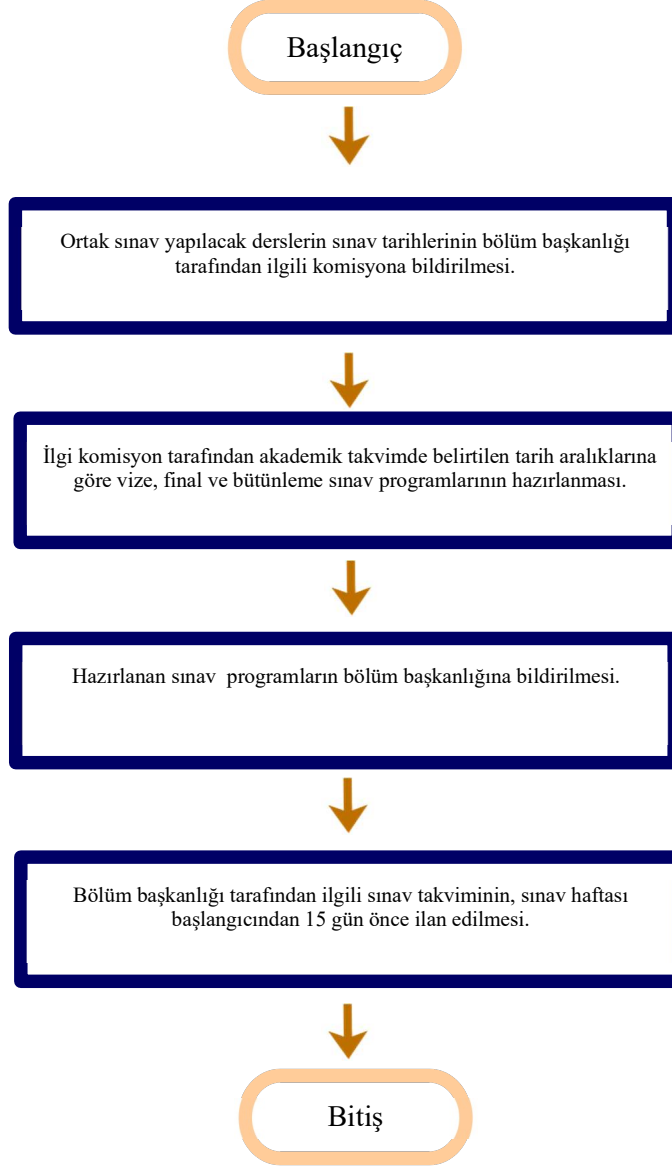 Başlangıç
Ortak sınav yapılacak derslerin sınav tarihlerinin bölüm başkanlığı
tarafından ilgili komisyona bildirilmesi.
İlgi komisyon tarafından akademik takvimde belirtilen tarih aralıklarına
göre vize, final ve bütünleme sınav programlarının hazırlanması.
Hazırlanan sınav  programların bölüm başkanlığına bildirilmesi.
Bölüm başkanlığı tarafından ilgili sınav takviminin, sınav haftası
başlangıcından 15 gün önce ilan edilmesi.
Bitiş